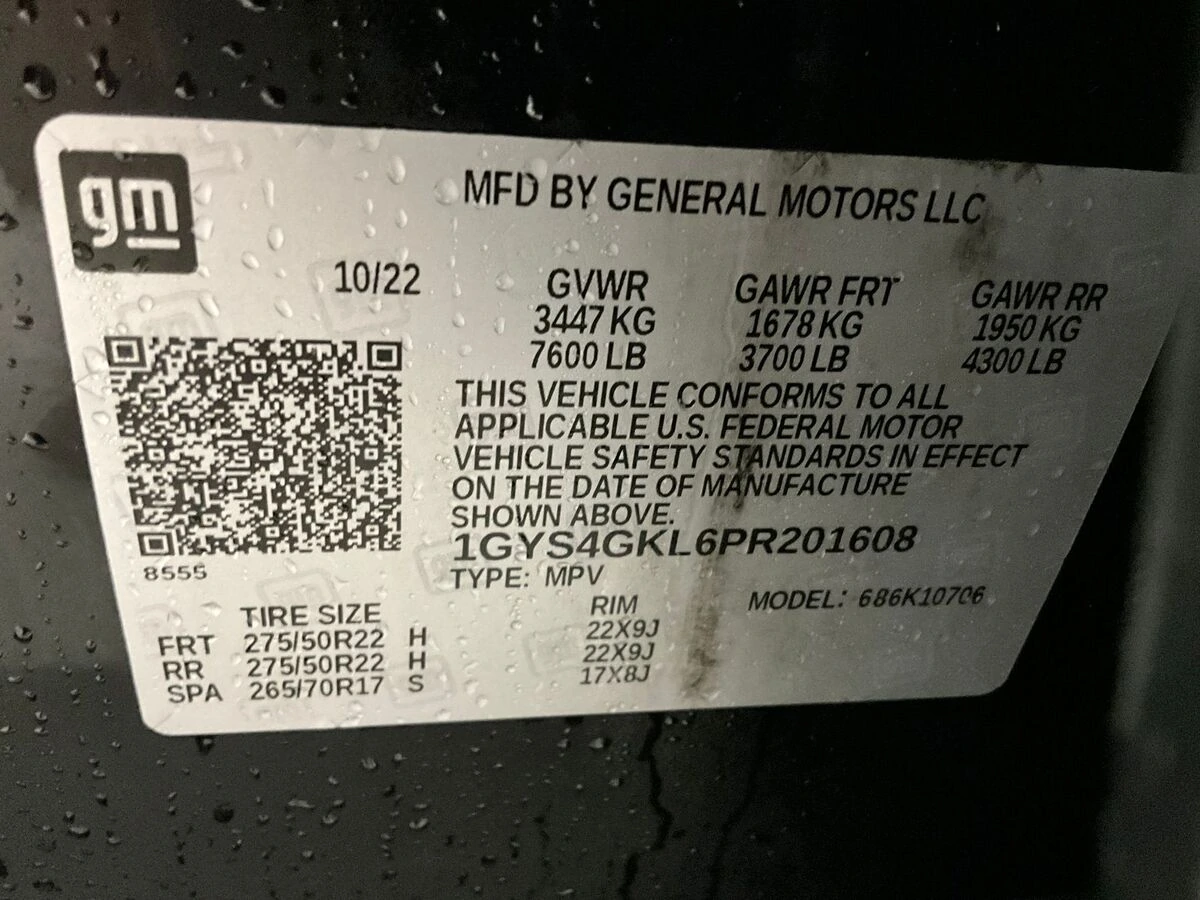 gm
MFD BY GENERAL MOTORS LLC
10/22
GVWR GAWR FRT GAWR RR
3447 KG 1678 KG 1950 KG
7600 LB 3700 LB 4300 LB
THIS VEHICLE CONFORMS TO ALL
APPLICABLE U.S. FEDERAL MOTOR
VEHICLE SAFETY STANDARDS IN EFFECT
ON THE DATE OF MANUFACTURE
SHOWN ABOVE.
1GYS4GKL6PR201608
8555
TYPE: MPV
MODEL: 686K10706
TIRE SIZE RIM
FRT 275/50R22 H 22X9J
RR 275/50R22 H 22X9J
SPA 265/70R17 S 17X8J